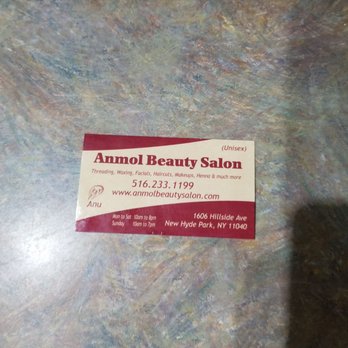 (Unisex)
Anmol Beauty Salon
Threading, Waxing, Facials, Haircuts, Makeups, Henna & much more
516.233.1199
www.anmolbeautysalon.com
Anu
Mon to Sat 10am to 8pm
Sunday 10am to 7pm
1606 Hillside Ave
New Hyde Park, NY 11040